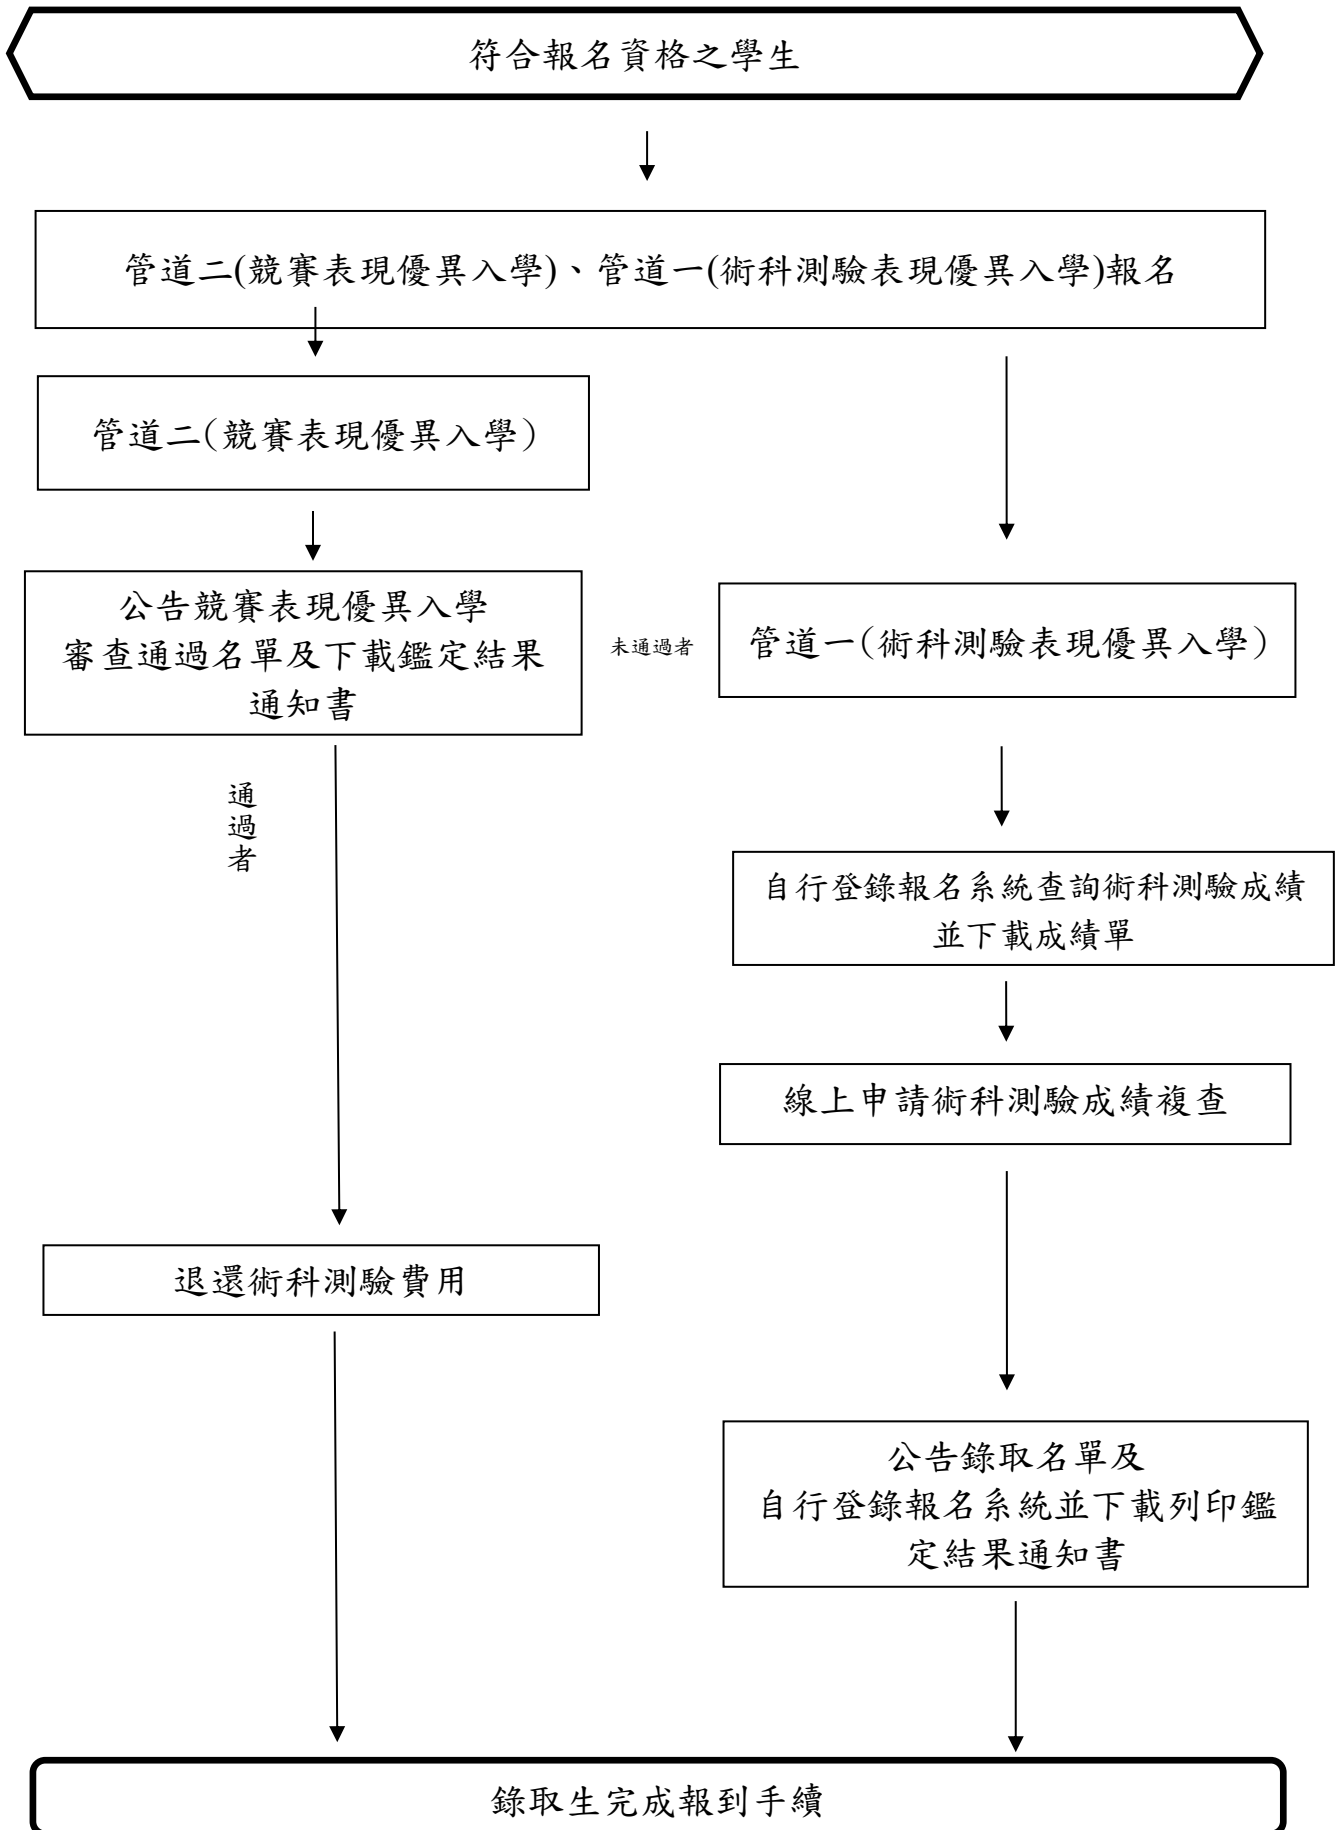 符合報名資格之學生
管道二(競賽表現優異入學)、管道一(術科測驗表現優異入學)報名
管道二(競賽表現優異入學)
公告競賽表現優異入學
審查通過名單及下載鑑定結果
通知書
未通過者
管道一(術科測驗表現優異入學)
通過者
自行登錄報名系統查詢術科測驗成績
並下載成績單
線上申請術科測驗成績複查
退還術科測驗費用
公告錄取名單及
自行登錄報名系統並下載列印鑑
定結果通知書
錄取生完成報到手續